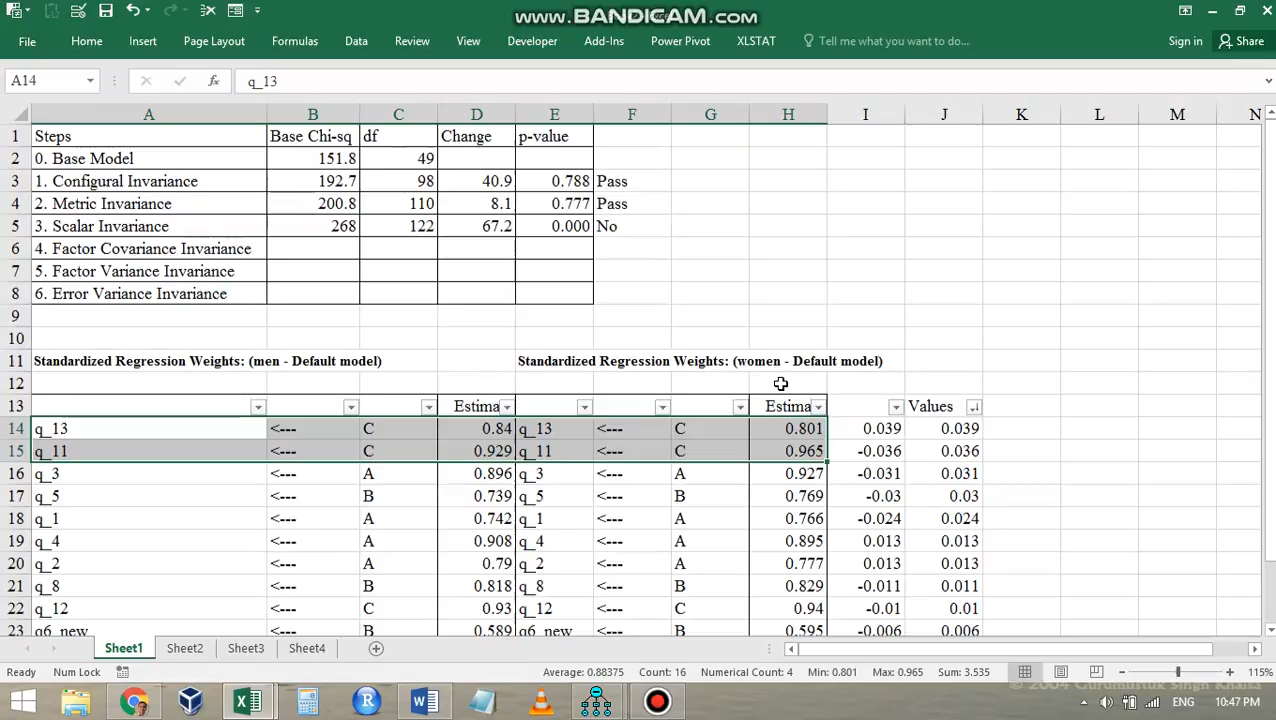 www.BANDICAM.com
File Home Insert Page Layout Formulas Data Review View Developer Add-Ins Power Pivot XLSTAT Tell me what you want to do... Sign in Share
A14 fx q_13
A B C D E F G H I J K L M N
1 Steps Base Chi-sq df Change p-value
2 0. Base Model 151.8 49
3 1. Configural Invariance 192.7 98 40.9 0.788 Pass
4 2. Metric Invariance 200.8 110 8.1 0.777 Pass
5 3. Scalar Invariance 268 122 67.2 0.000 No
6 4. Factor Covariance Invariance
7 5. Factor Variance Invariance
8 6. Error Variance Invariance
9
10
11 Standardized Regression Weights: (men - Default model) Standardized Regression Weights: (women - Default model)
12
13 Estima Estima Values
14 q_13 <--- C 0.84 q_13 <--- C 0.801 0.039 0.039
15 q_11 <--- C 0.929 q_11 <--- C 0.965 -0.036 0.036
16 q_3 <--- A 0.896 q_3 <--- A 0.927 -0.031 0.031
17 q_5 <--- B 0.739 q_5 <--- B 0.769 -0.03 0.03
18 q_1 <--- A 0.742 q_1 <--- A 0.766 -0.024 0.024
19 q_4 <--- A 0.908 q_4 <--- A 0.895 0.013 0.013
20 q_2 <--- A 0.79 q_2 <--- A 0.777 0.013 0.013
21 q_8 <--- B 0.818 q_8 <--- B 0.829 -0.011 0.011
22 q_12 <--- C 0.93 q_12 <--- C 0.94 -0.01 0.01
23 q6_new <--- B 0.589 q6_new <--- B 0.595 -0.006 0.006
Sheet1 Sheet2 Sheet3 Sheet4
Ready Num Lock Average: 0.88375 Count: 16 Numerical Count: 4 Min: 0.801 Max: 0.965 Sum: 3.535 115%
© 2004 Gurumustuk Singh Khalsa
ENG 10:47 PM